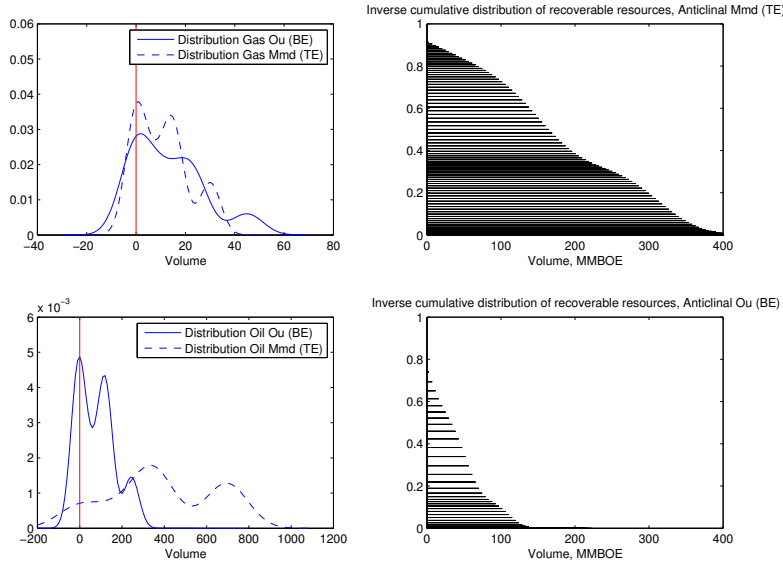 0.06
0.05
0.04
0.03
0.02
0.01
0
−40 −20 0 20 40 60 80
Volume
Distribution Gas Ou (BE)
Distribution Gas Mmd (TE)
Inverse cumulative distribution of recoverable resources, Anticlinal Mmd (TE)
1
0.8
0.6
0.4
0.2
0
0 100 200 300 400
Volume, MMBOE
x 10−3
6
5
4
3
2
1
0
−200 0 200 400 600 800 1000 1200
Volume
Distribution Oil Ou (BE)
Distribution Oil Mmd (TE)
Inverse cumulative distribution of recoverable resources, Anticlinal Ou (BE)
1
0.8
0.6
0.4
0.2
0
0 100 200 300 400
Volume, MMBOE